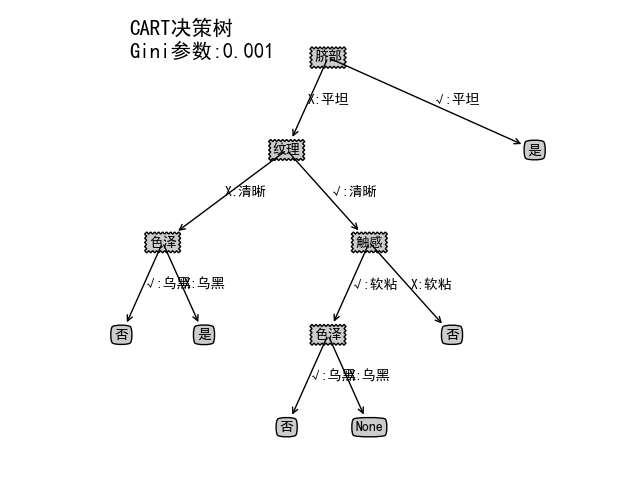 CART决策树
Gini参数:0.001
脐部
X:平坦
√:平坦
纹理
是
X:清晰
√:清晰
色泽
触感
√:乌黑
X:乌黑
√:软粘
X:软粘
否
是
色泽
否
√:乌黑
X:乌黑
否
None